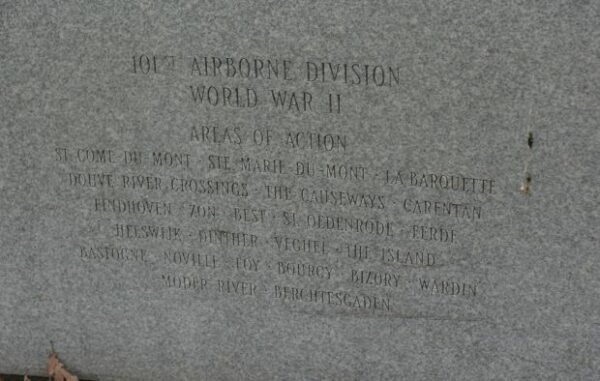 101ST AIRBORNE DIVISION
WORLD WAR II
AREAS OF ACTION
ST. COME-DU-MONT · STE. MARIE-DU-MONT · LA BARQUETTE
DOUVE RIVER CROSSINGS · THE CAUSEWAYS · CARENTAN
EINDHOVEN · ZON · BEST · ST. OEDENRODE · EERDE
HEESWIJK · DINTHER · VEGHEL · THE ISLAND
BASTOGNE · NOVILLE · FOY · BOURCY · BIZORY · WARDIN
MODER RIVER · BERCHTESGADEN